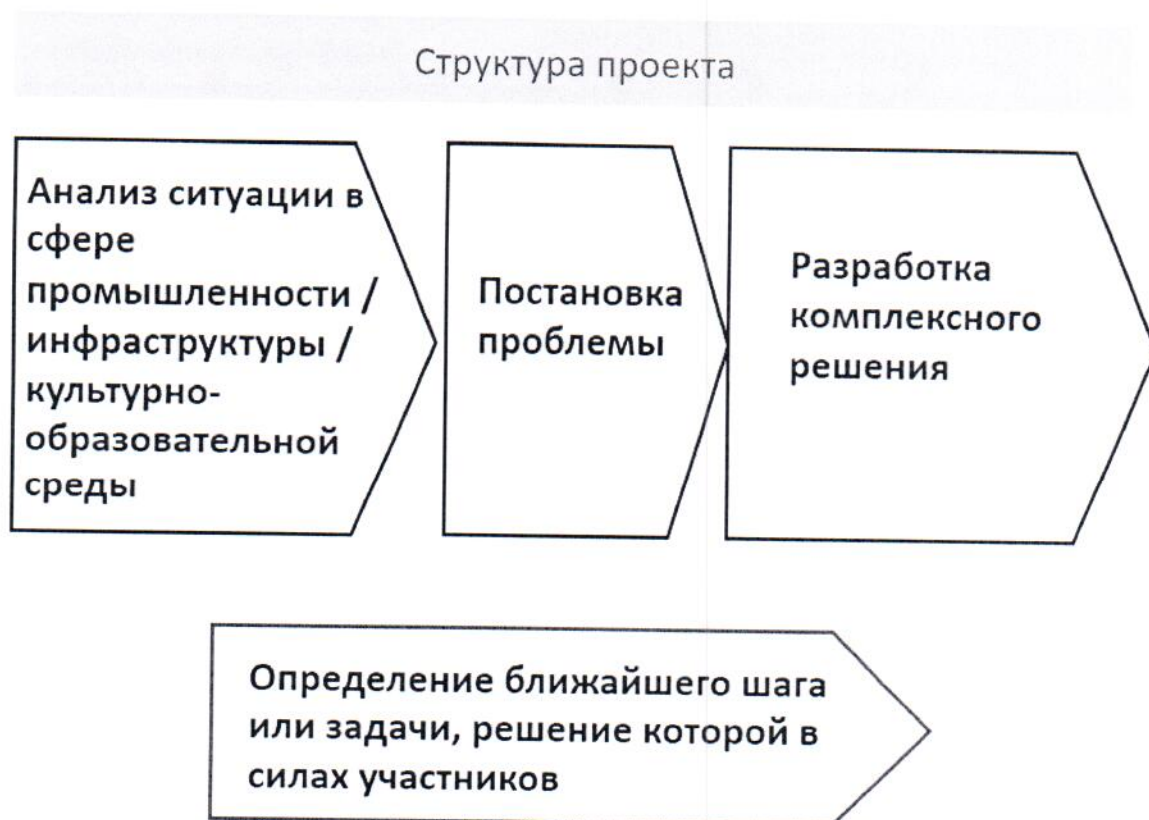 Структура проекта
Анализ ситуации в
сфере
промышленности /
инфраструктуры /
культурно-
образовательной
среды
Постановка
проблемы
Разработка
комплексного
решения
Определение ближайшего шага
или задачи, решение которой в
силах участников